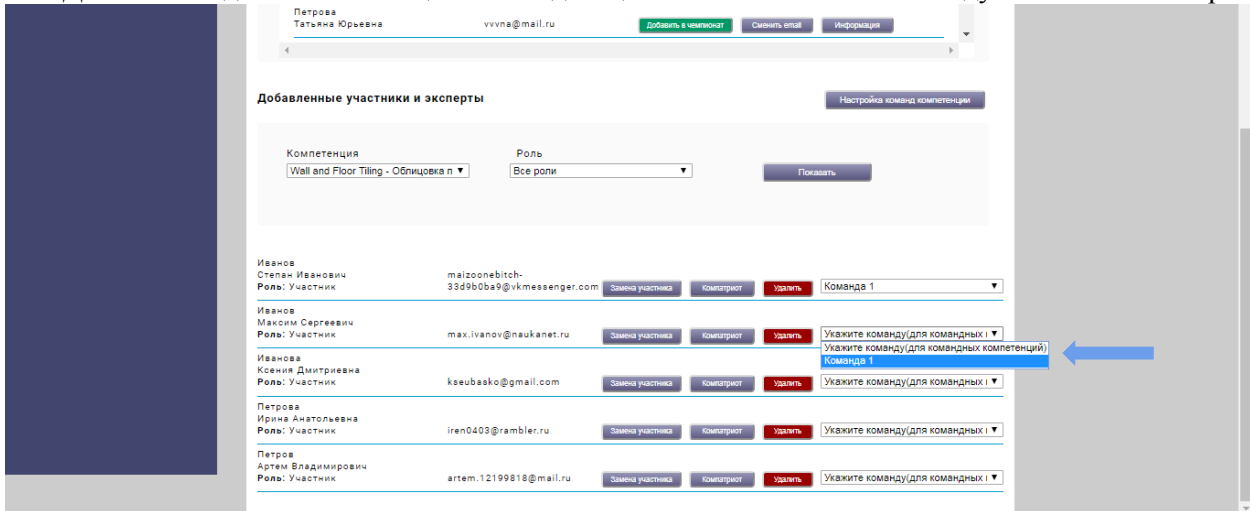 Петрова
Татьяна Юрьевна vvvna@mail.ru Добавить в чемпионат Сменить email Информация
Добавленные участники и эксперты Настройка команд компетенции
Компетенция Роль
Wall and Floor Tiling - Облицовка п Все роли Показать
Иванов
Степан Иванович maizoonebitch-
Роль: Участник 33d9b0ba9@vkmessenger.com Замена участника Компатриот Удалить Команда 1
Иванов
Максим Сергеевич
Роль: Участник max.ivanov@naukanet.ru Замена участника Компатриот Удалить Укажите команду(для командных
Укажите команду(для командных компетенций)
Иванова Команда 1
Ксения Дмитриевна
Роль: Участник kseubasko@gmail.com Замена участника Компатриот Удалить Укажите команду(для командных
Петрова
Ирина Анатольевна
Роль: Участник iren0403@rambler.ru Замена участника Компатриот Удалить Укажите команду(для командных
Петров
Артем Владимирович
Роль: Участник artem.12199818@mail.ru Замена участника Компатриот Удалить Укажите команду(для командных